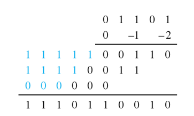 0 1 1 0 1
0 −1 −2
1 1 1 1 1 0 0 1 1 0
1 1 1 1 0 0 1 1
0 0 0 0 0 0
1 1 1 0 1 1 0 0 1 0